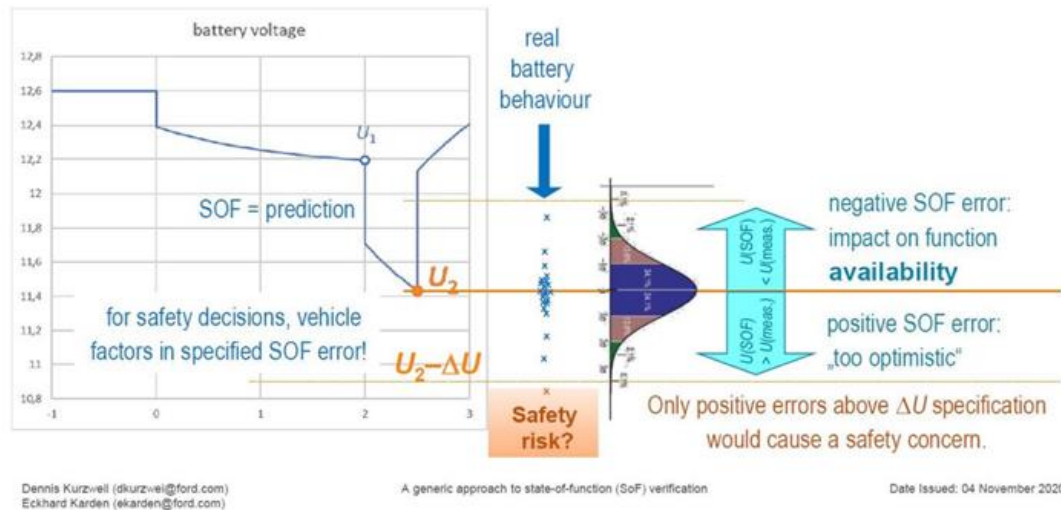 battery voltage
12,8
12,6
12,4
12,2
12
11,8
11,6
11,4
11,2
11
10,8
-1
0
1
2
3
U1
SOF = prediction
U2
for safety decisions, vehicle
factors in specified SOF error!
U2–ΔU
real
battery
behaviour
Safety
risk?
U(SOF)
< U(meas.)
U(SOF)
> U(meas.)
negative SOF error:
impact on function
availability
positive SOF error:
„too optimistic“
Only positive errors above ΔU specification
would cause a safety concern.
Dennis Kurzwell (dkurzwei@ford.com)
Eckhard Karden (ekarden@ford.com)
A generic approach to state-of-function (SoF) verification
Date Issued: 04 November 2020